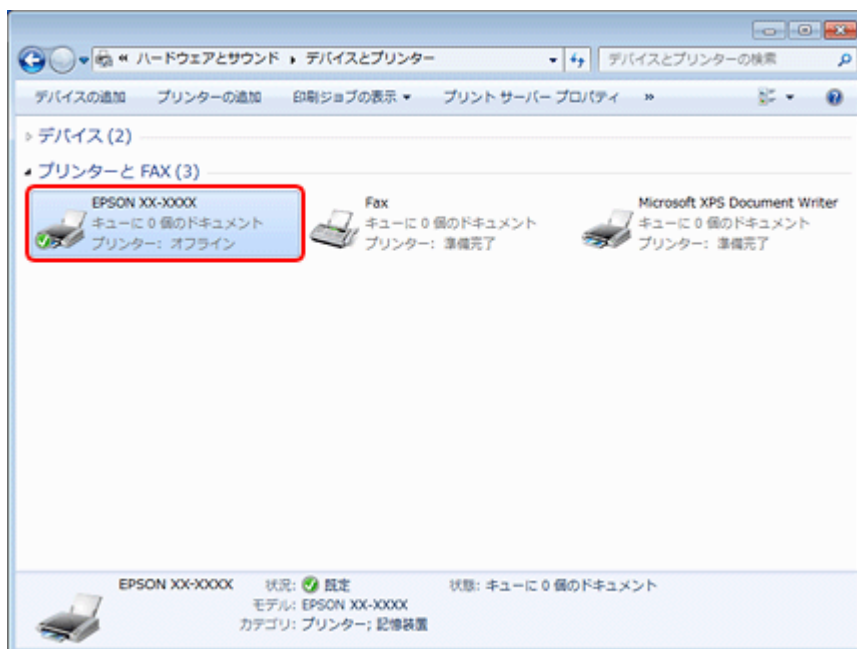 « ハードウェアとサウンド ▸ デバイスとプリンター
デバイスとプリンターの検索
デバイスの追加 プリンターの追加 印刷ジョブの表示 ▼ プリント サーバー プロパティ »
デバイス (2)
プリンターと FAX (3)
EPSON XX-XXXX
キューに 0 個のドキュメント
プリンター: オフライン
Fax
キューに 0 個のドキュメント
プリンター: 準備完了
Microsoft XPS Document Writer
キューに 0 個のドキュメント
プリンター: 準備完了
EPSON XX-XXXX 状況: 既定 状態: キューに 0 個のドキュメント
モデル: EPSON XX-XXXX
カテゴリ: プリンター; 記憶装置